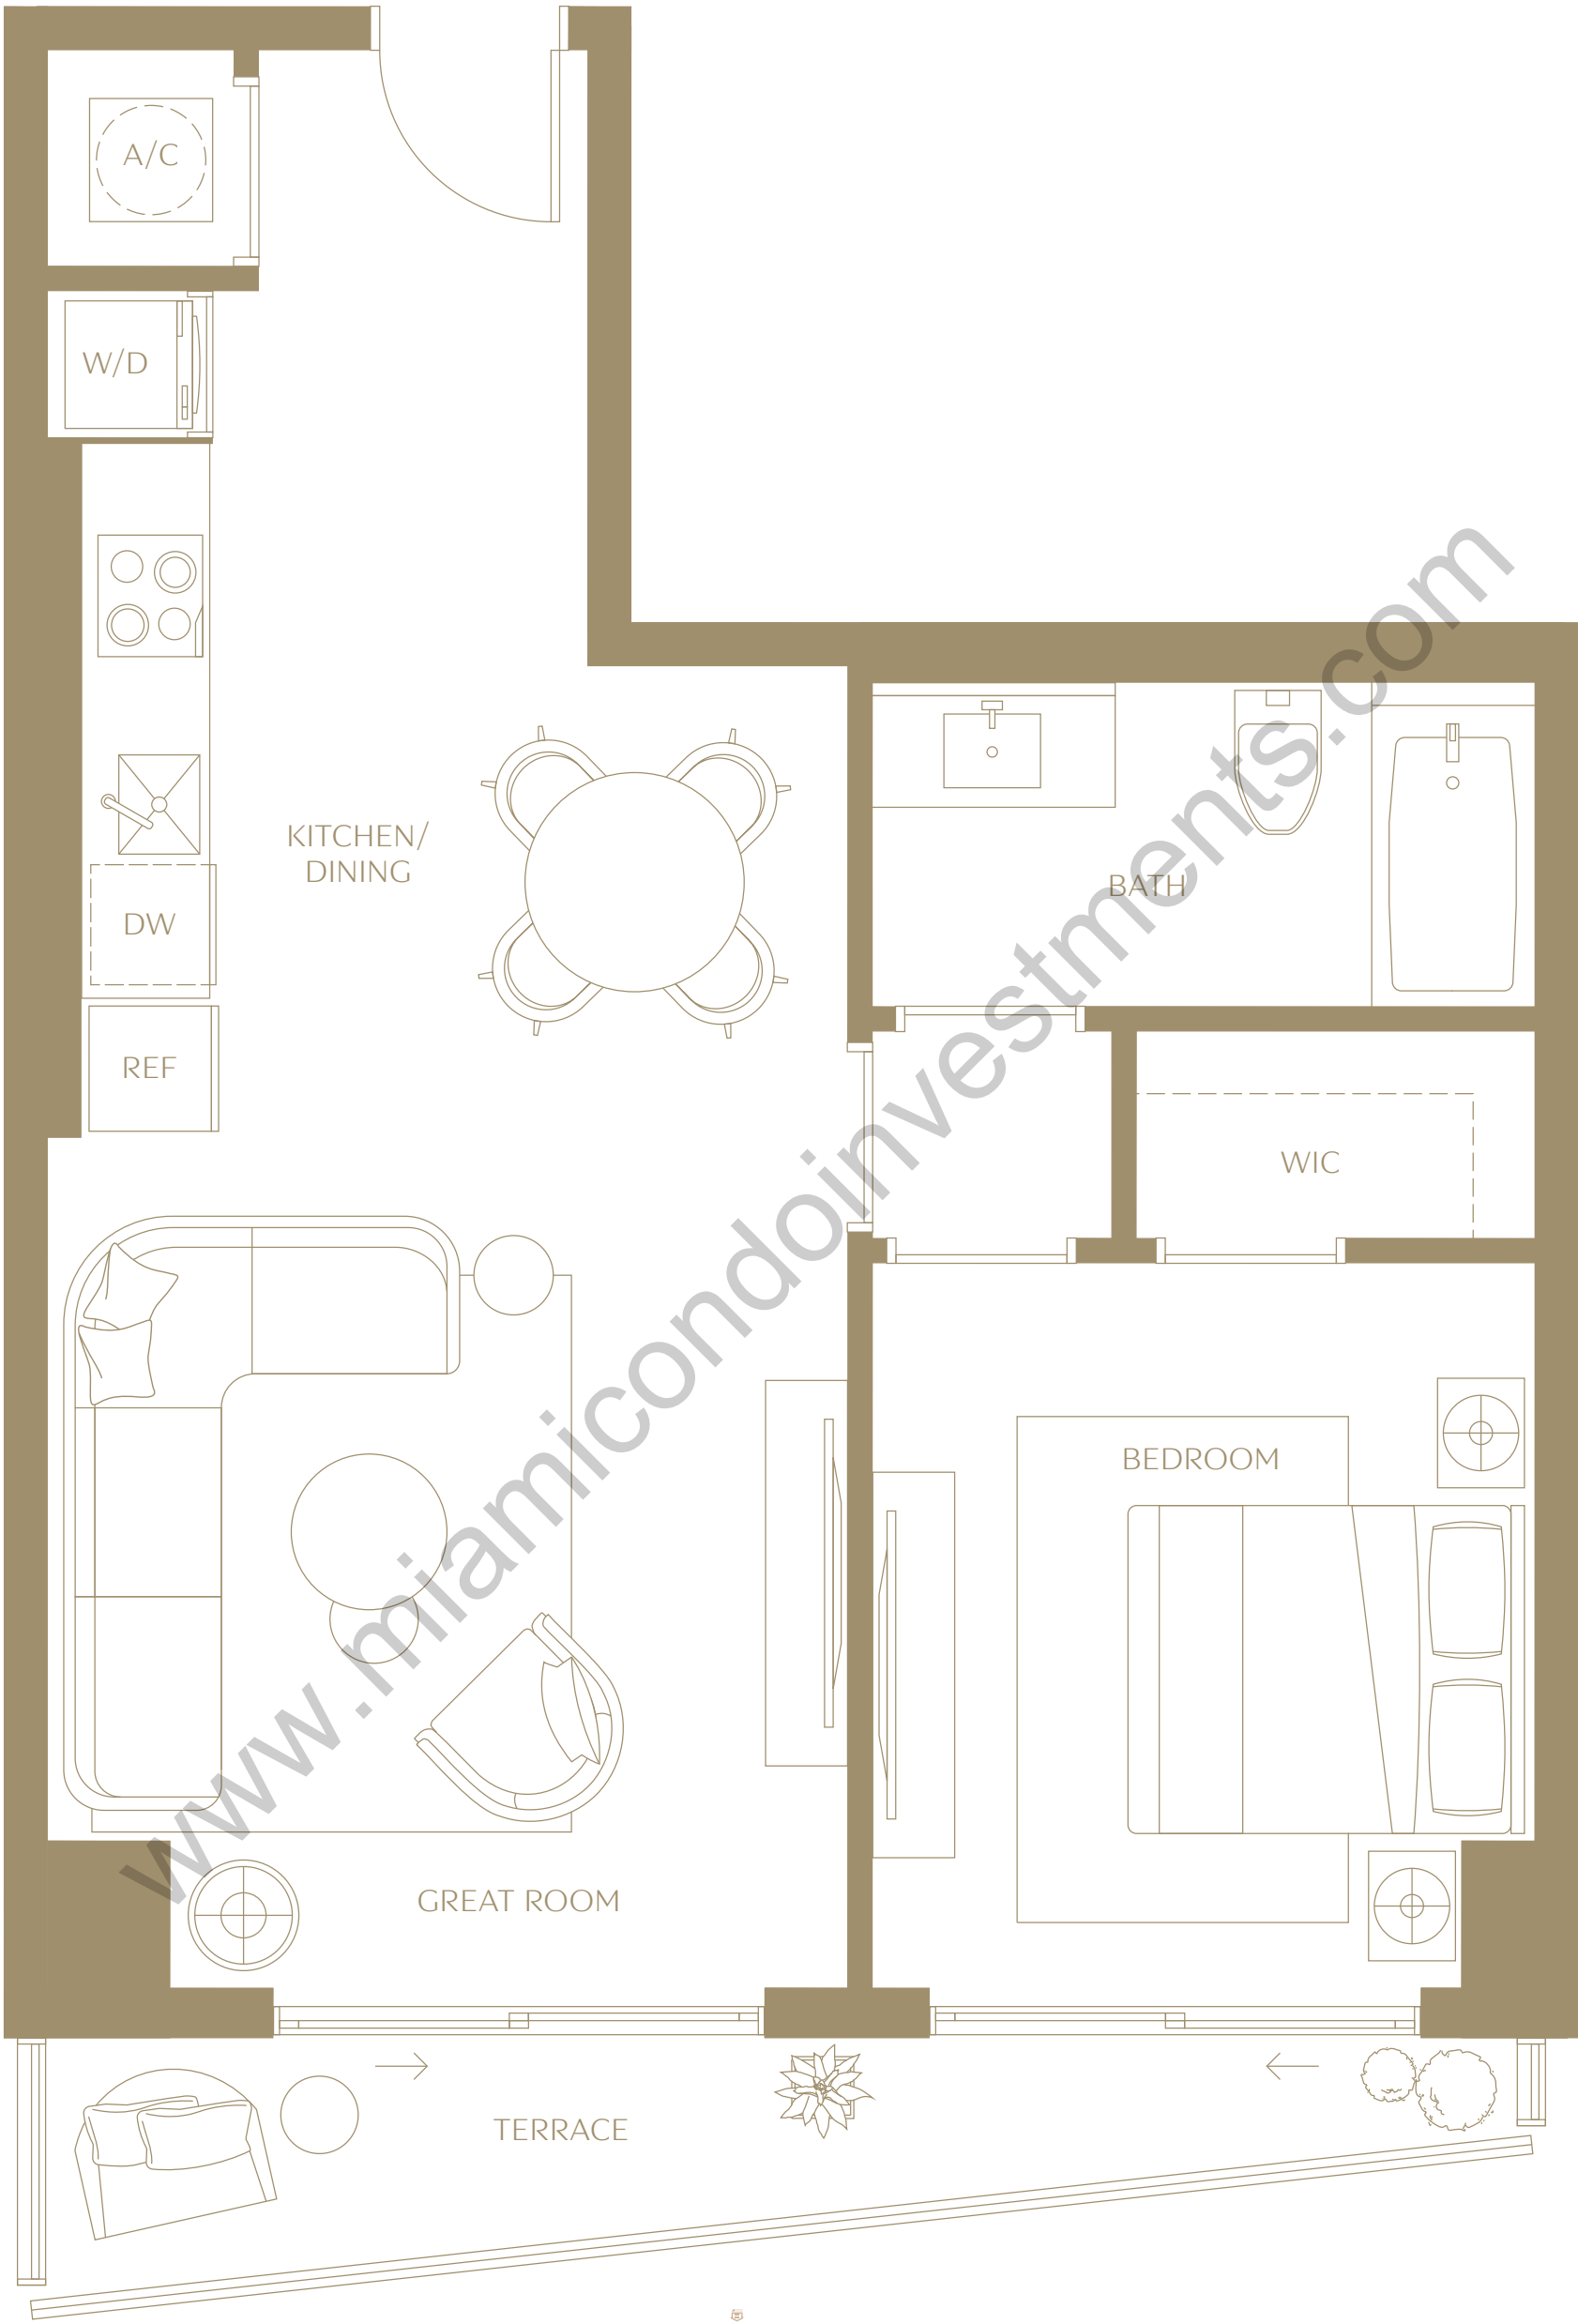 A/C
W/D
KITCHEN/
DINING
BATH
DW
REF
WIC
BEDROOM
GREAT ROOM
TERRACE
www.miamicondoinvestments.com